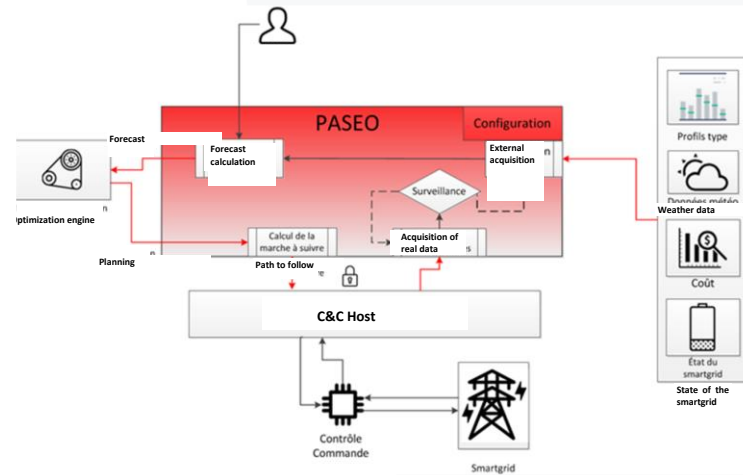 PASEO
Configuration
Forecast
Forecast
calculation
External
acquisition
n
Profils type
Surveillance
Données météo
Weather data
ptimization engine
Calcul de la
marche à suivre
Acquisition of
real data
s
Planning
Path to follow
Coût
C&C Host
État du
smartgrid
State of the
smartgrid
Contrôle
Commande
Smartgrid